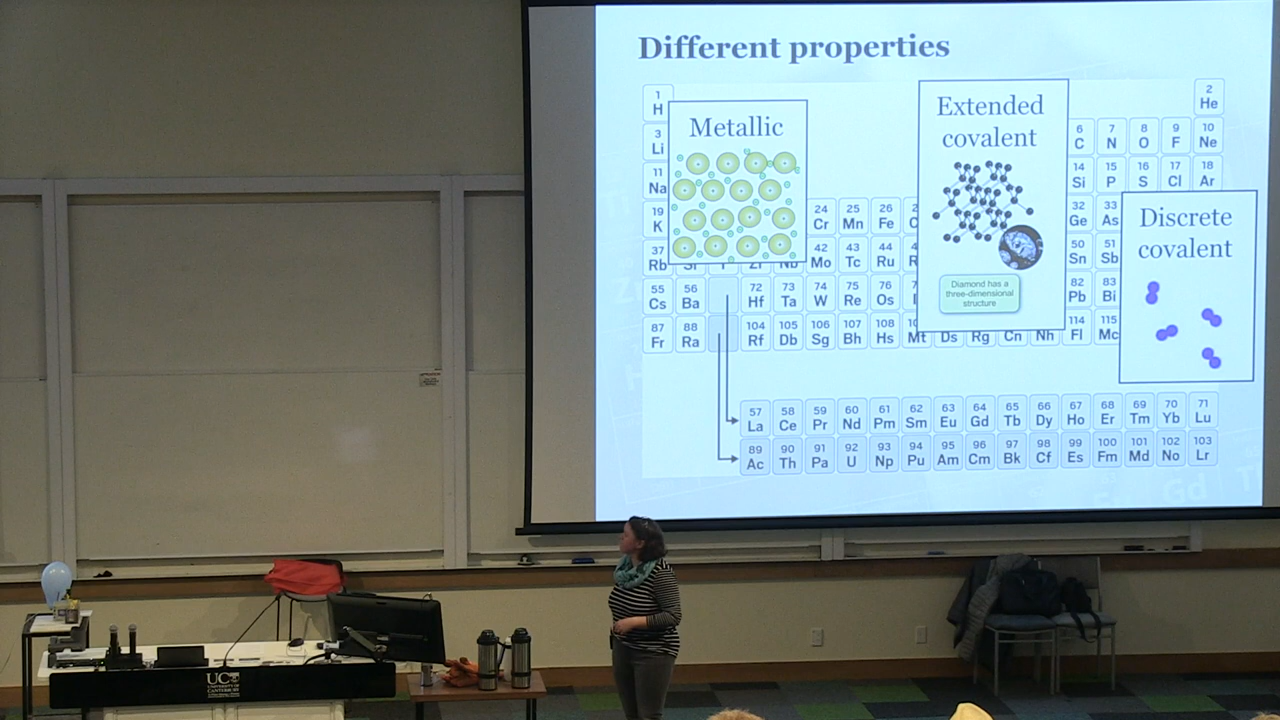 Different properties
1 H
2 He
Metallic
Extended
covalent
3 Li
6 C
7 N
8 O
9 F
10 Ne
11 Na
14 Si
15 P
16 S
17 Cl
18 Ar
19 K
24 Cr
25 Mn
26 Fe
32 Ge
33 As
Discrete
covalent
37 Rb
42 Mo
43 Tc
44 Ru
50 Sn
51 Sb
55 Cs
56 Ba
72 Hf
73 Ta
74 W
75 Re
76 Os
Diamond has a
three-dimensional
structure
82 Pb
83 Bi
87 Fr
88 Ra
104 Rf
105 Db
106 Sg
107 Bh
108 Hs
Mt
Ds
Rg
Cn
Nh
114 Fl
115 Mc
57 La
58 Ce
59 Pr
60 Nd
61 Pm
62 Sm
63 Eu
64 Gd
65 Tb
66 Dy
67 Ho
68 Er
69 Tm
70 Yb
71 Lu
89 Ac
90 Th
91 Pa
92 U
93 Np
94 Pu
95 Am
96 Cm
97 Bk
98 Cf
99 Es
100 Fm
101 Md
102 No
103 Lr
Gd
UC
UNIVERSITY OF
CANTERBURY